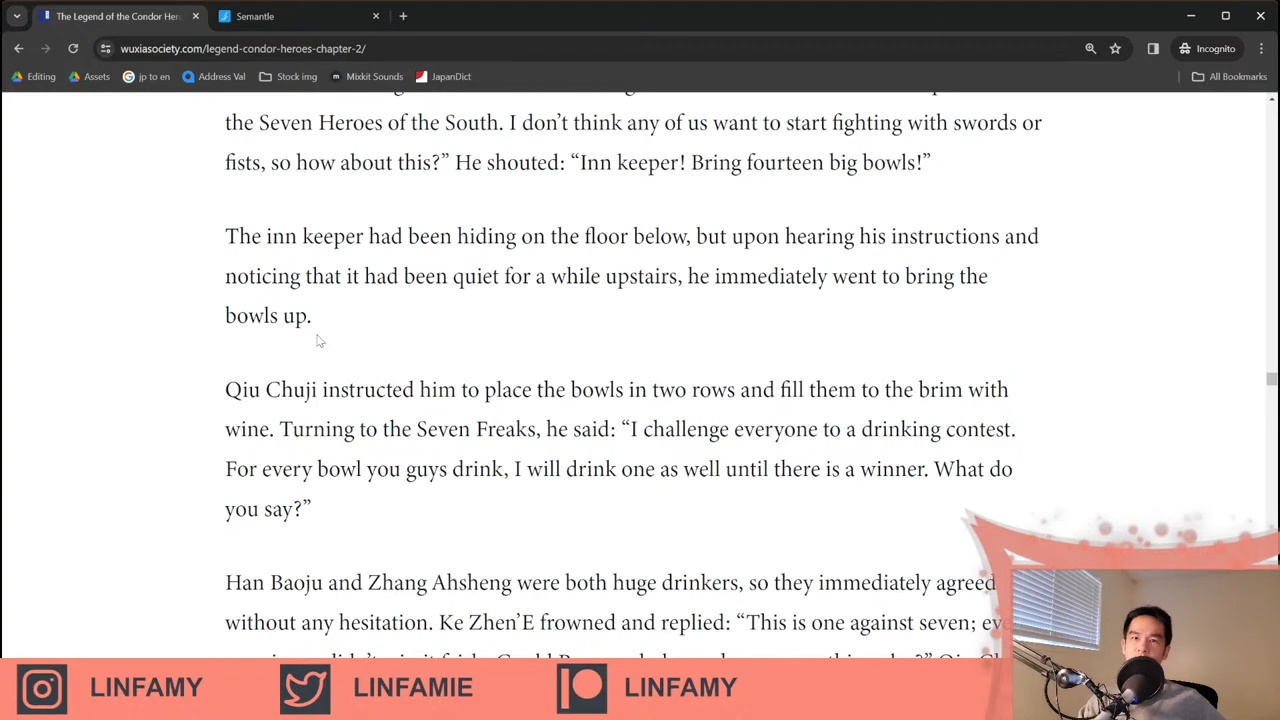 The Legend of the Condor Her
Semantle
wuxiasociety.com/legend-condor-heroes-chapter-2/
Incognito
Editing
Assets
jp to en
Address Val
Stock img
Mixkit Sounds
JapanDict
All Bookmarks
the Seven Heroes of the South. I don’t think any of us want to start fighting with swords or
fists, so how about this?” He shouted: “Inn keeper! Bring fourteen big bowls!”
The inn keeper had been hiding on the floor below, but upon hearing his instructions and
noticing that it had been quiet for a while upstairs, he immediately went to bring the
bowls up.
Qiu Chuji instructed him to place the bowls in two rows and fill them to the brim with
wine. Turning to the Seven Freaks, he said: “I challenge everyone to a drinking contest.
For every bowl you guys drink, I will drink one as well until there is a winner. What do
you say?”
Han Baoju and Zhang Ahsheng were both huge drinkers, so they immediately agreed
without any hesitation. Ke Zhen’E frowned and replied: “This is one against seven;
LINFAMY
LINFAMIE
LINFAMY